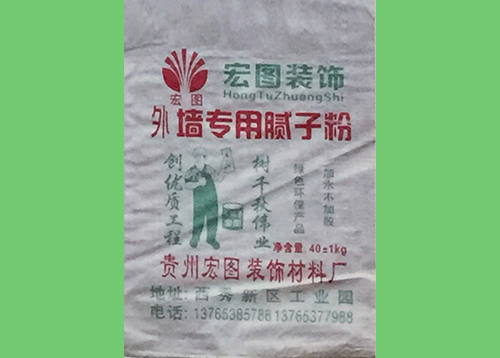 宏图
宏图装饰
HongTuZhuangShi
外墙专用腻子粉
创优质工程
树千秋伟业
绿色环保产品
加水不加胶
净含量:40±1kg
贵州宏图装饰材料厂
地址:西秀新区工业园
电话:13765385788 13765377988